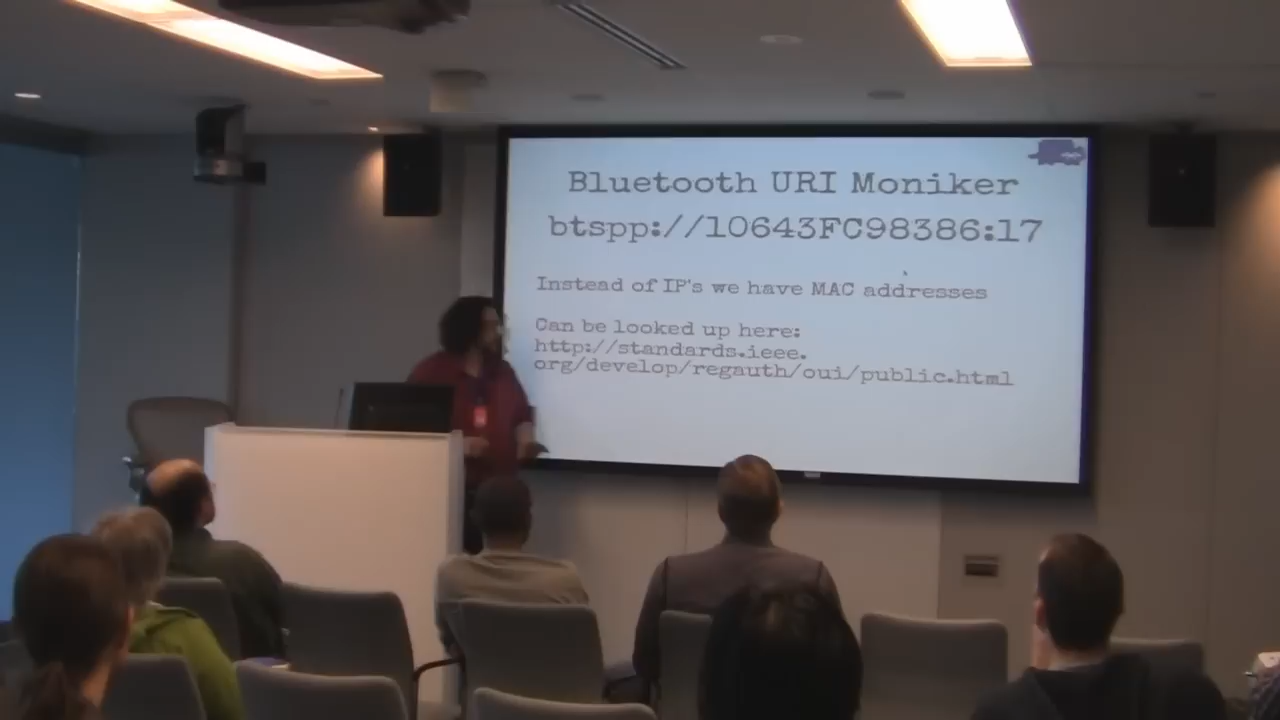 Bluetooth URI Moniker
btspp://10643FC98386:17
Instead of IP's we have MAC addresses
Can be looked up here:
http://standards.ieee.
org/develop/regauth/oui/public.html